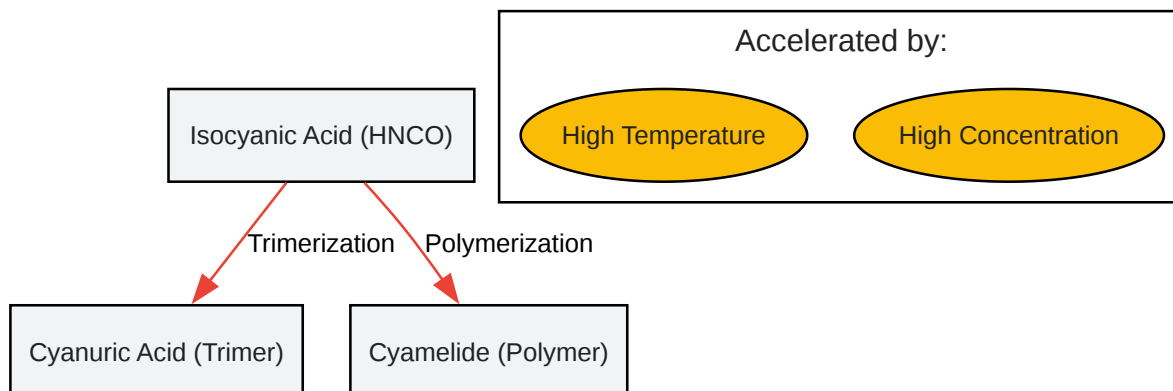 Accelerated by:
Isocyanic Acid (HNCO)
High Temperature
High Concentration
Trimerization
Polymerization
Cyanuric Acid (Trimer)
Cyamelide (Polymer)